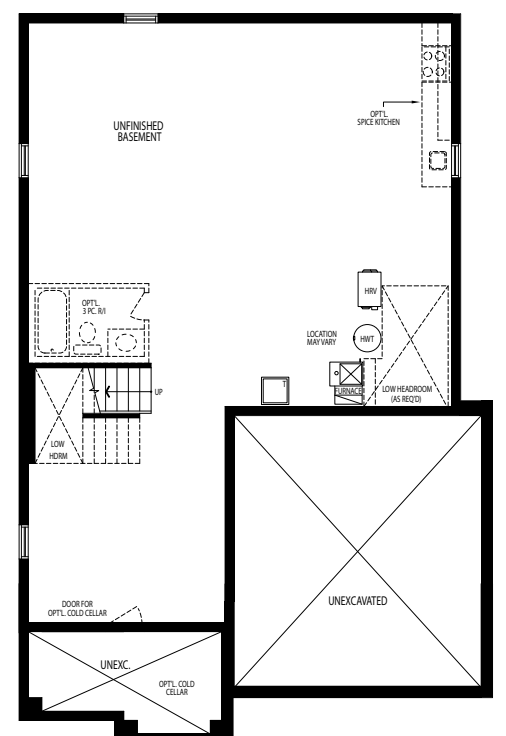 UNFINISHED
BASEMENT
OPT'L.
SPICE KITCHEN
OPT'L.
3 PC. R/I
HRV
LOCATION
MAY VARY
HWT
FURNACE
LOW HEADROOM
(AS REQ'D)
T
UP
LOW
HDRM
UNEXCAVATED
DOOR FOR
OPT'L. COLD CELLAR
UNEXC.
OPT'L. COLD
CELLAR